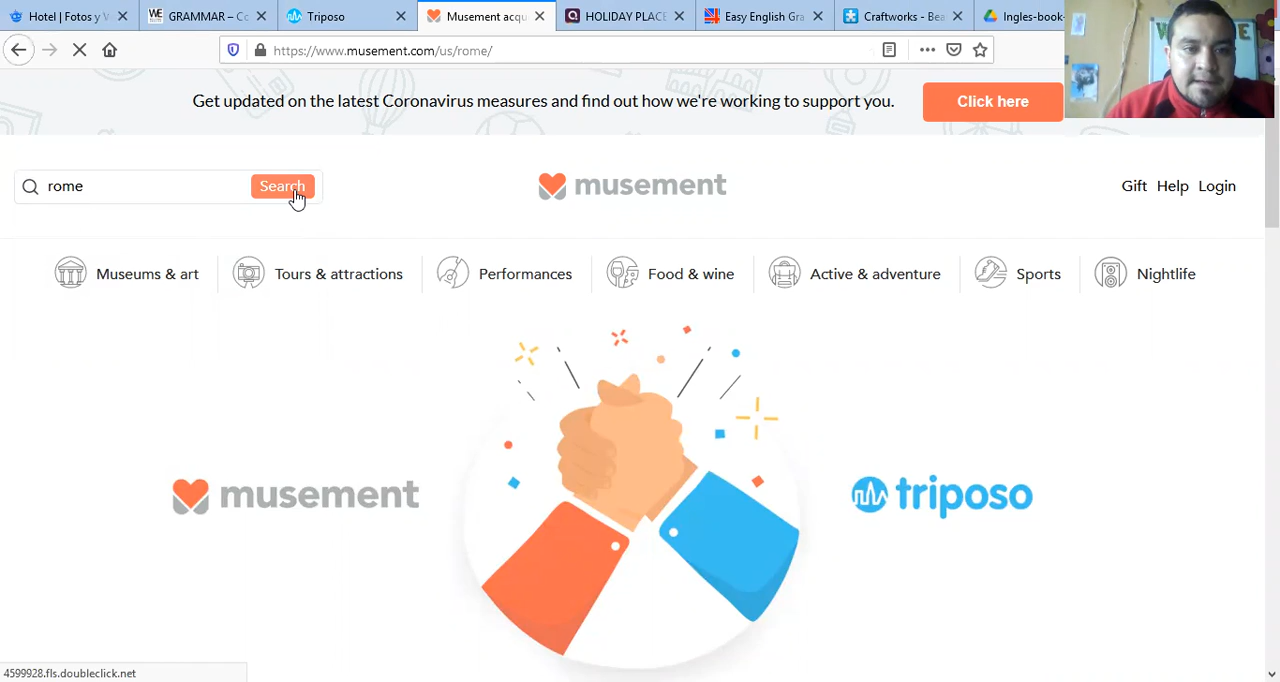 Hotel | Fotos y V
GRAMMAR – Co
Triposo
Musement acqu
HOLIDAY PLACE
Easy English Gra
Craftworks - Bea
Ingles-book-
https://www.musement.com/us/rome/
Get updated on the latest Coronavirus measures and find out how we're working to support you.
Click here
rome
Search
musement
Gift Help Login
Museums & art
Tours & attractions
Performances
Food & wine
Active & adventure
Sports
Nightlife
musement
triposo
4599928.fls.doubleclick.net